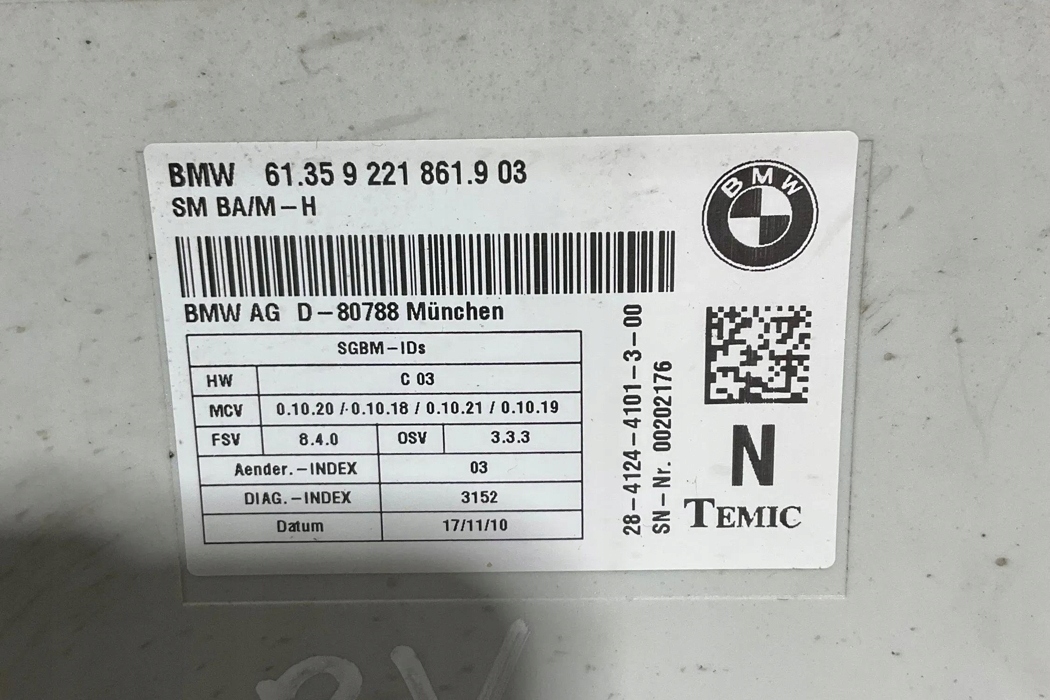 BMW 61.35 9 221 861.9 03
SM BA/M-H
BMW
BMW AG D-80788 München
SGBM-IDs
HW C 03
MCV 0.10.20 / 0.10.18 / 0.10.21 / 0.10.19
FSV 8.4.0 OSV 3.3.3
Aender.-INDEX 03
DIAG.-INDEX 3152
Datum 17/11/10
28-4124-4101-3-00
SN-Nr. 00202176
N
TEMIC